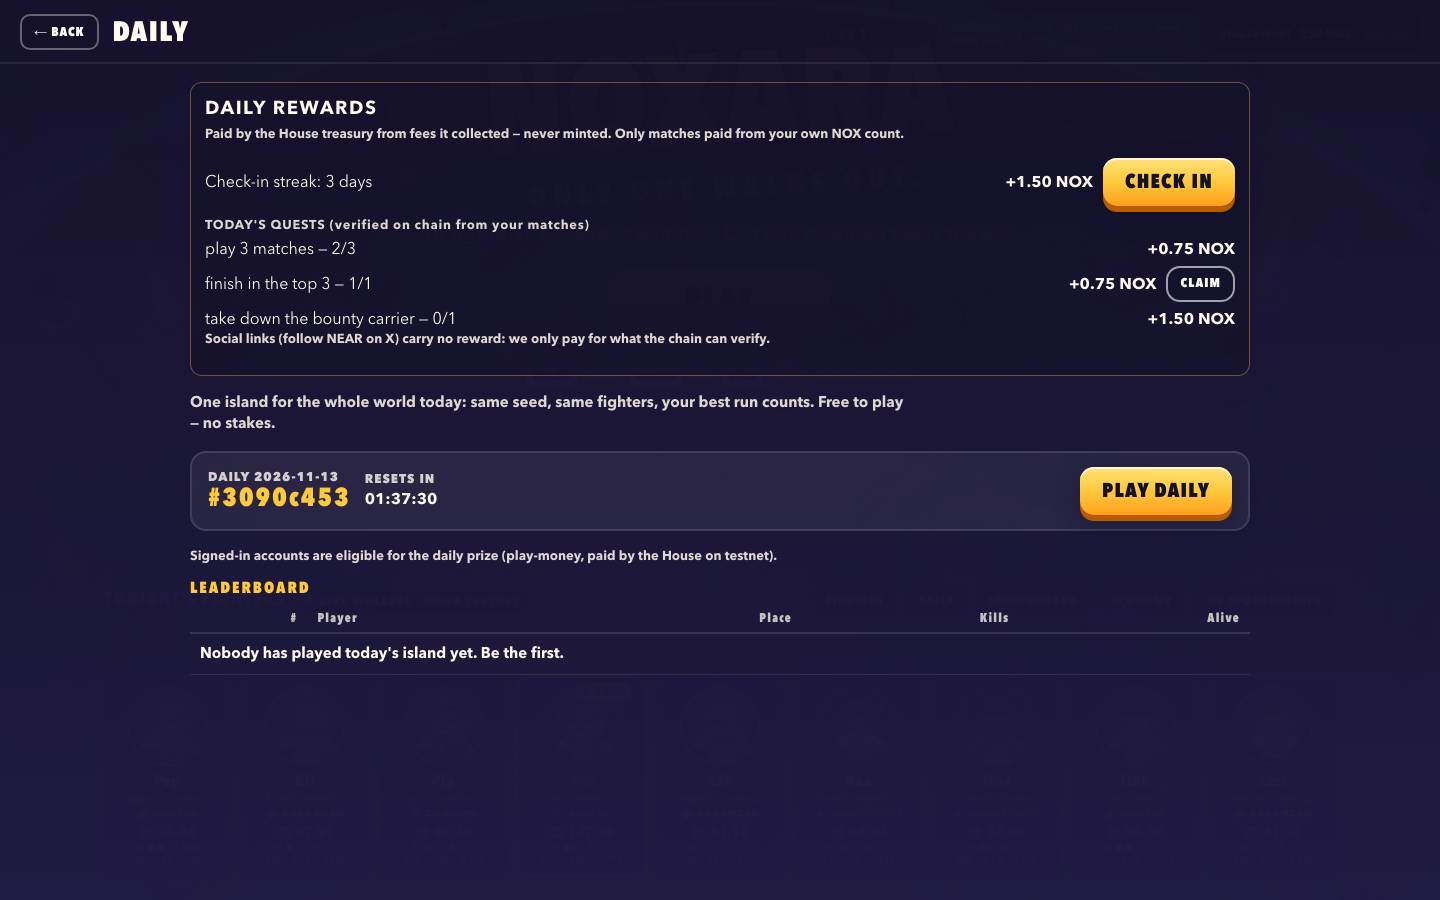 ← BACK
DAILY
DAILY REWARDS
Paid by the House treasury from fees it collected – never minted. Only matches paid from your own NOX count.
Check-in streak: 3 days
+1.50 NOX
CHECK IN
TODAY'S QUESTS (verified on chain from your matches)
play 3 matches – 2/3
+0.75 NOX
finish in the top 3 – 1/1
+0.75 NOX
CLAIM
take down the bounty carrier – 0/1
+1.50 NOX
Social links (follow NEAR on X) carry no reward: we only pay for what the chain can verify.
One island for the whole world today: same seed, same fighters, your best run counts. Free to play
– no stakes.
DAILY 2026-11-13
#3090c453
RESETS IN
01:37:30
PLAY DAILY
Signed-in accounts are eligible for the daily prize (play-money, paid by the House on testnet).
LEADERBOARD
# Player Place Kills Alive
Nobody has played today's island yet. Be the first.